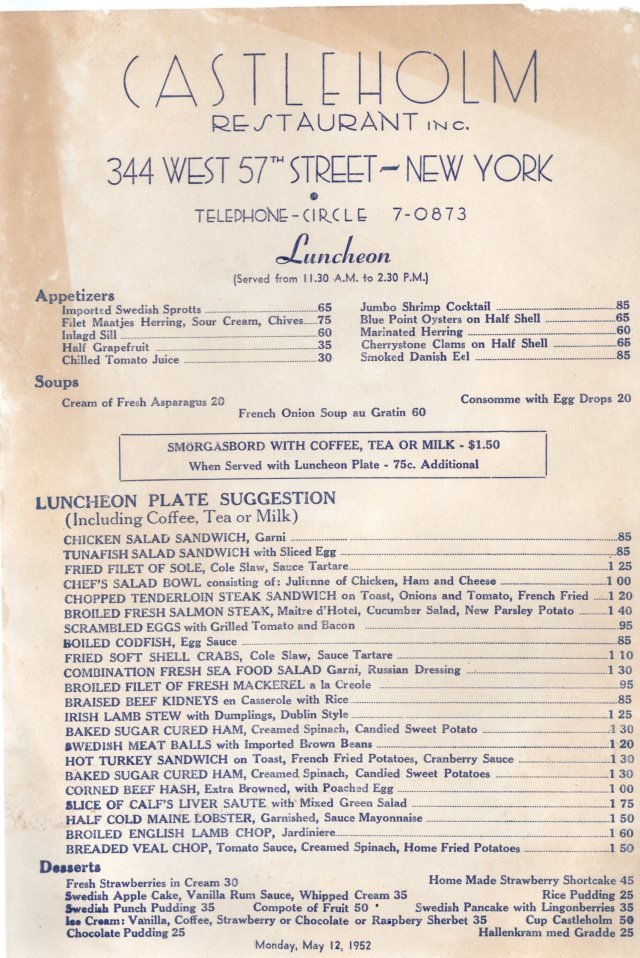 CASTLEHOLM
RESTAURANT INC.
344 WEST 57TH STREET - NEW YORK
TELEPHONE - CIRCLE 7-0873
Luncheon
(Served from 11.30 A.M. to 2.30 P.M.)
Appetizers
Imported Swedish Sprotts 65
Filet Maatjes Herring, Sour Cream, Chives 75
Inlagd Sill 60
Half Grapefruit 35
Chilled Tomato Juice 30
Jumbo Shrimp Cocktail 85
Blue Point Oysters on Half Shell 65
Marinated Herring 60
Cherrystone Clams on Half Shell 65
Smoked Danish Eel 85
Soups
Cream of Fresh Asparagus 20
Consomme with Egg Drops 20
French Onion Soup au Gratin 60
SMÖRGASBORD WITH COFFEE, TEA OR MILK - $1.50
When Served with Luncheon Plate - 75c. Additional
LUNCHEON PLATE SUGGESTION
(Including Coffee, Tea or Milk)
CHICKEN SALAD SANDWICH, Garni 85
TUNAFISH SALAD SANDWICH with Sliced Egg 85
FRIED FILET OF SOLE, Cole Slaw, Sauce Tartare 1 25
CHEF'S SALAD BOWL consisting of: Julienne of Chicken, Ham and Cheese 1 00
CHOPPED TENDERLOIN STEAK SANDWICH on Toast, Onions and Tomato, French Fried 1 20
BROILED FRESH SALMON STEAK, Maitre d'Hotel, Cucumber Salad, New Parsley Potato 1 40
SCRAMBLED EGGS with Grilled Tomato and Bacon 95
BOILED CODFISH, Egg Sauce 85
FRIED SOFT SHELL CRABS, Cole Slaw, Sauce Tartare 1 10
COMBINATION FRESH SEA FOOD SALAD Garni, Russian Dressing 1 30
BROILED FILET OF FRESH MACKEREL a la Creole 95
BRAISED BEEF KIDNEYS en Casserole with Rice 85
IRISH LAMB STEW with Dumplings, Dublin Style 1 25
BAKED SUGAR CURED HAM, Creamed Spinach, Candied Sweet Potato 1 30
SWEDISH MEAT BALLS with Imported Brown Beans 1 20
HOT TURKEY SANDWICH on Toast, French Fried Potatoes, Cranberry Sauce 1 30
BAKED SUGAR CURED HAM, Creamed Spinach, Candied Sweet Potatoes 1 30
CORNED BEEF HASH, Extra Browned, with Poached Egg 1 00
SLICE OF CALF'S LIVER SAUTE with Mixed Green Salad 1 75
HALF COLD MAINE LOBSTER, Garnished, Sauce Mayonnaise 1 50
BROILED ENGLISH LAMB CHOP, Jardiniere 1 60
BREADED VEAL CHOP, Tomato Sauce, Creamed Spinach, Home Fried Potatoes 1 50
Desserts
Fresh Strawberries in Cream 30 Home Made Strawberry Shortcake 45
Swedish Apple Cake, Vanilla Rum Sauce, Whipped Cream 35 Rice Pudding 25
Swedish Punch Pudding 35 Compote of Fruit 50 Swedish Pancake with Lingonberries 35
Ice Cream: Vanilla, Coffee, Strawberry or Chocolate or Raspbery Sherbet 35 Cup Castleholm 50
Chocolate Pudding 25 Hallenkram med Gradde 25
Monday, May 12, 1952